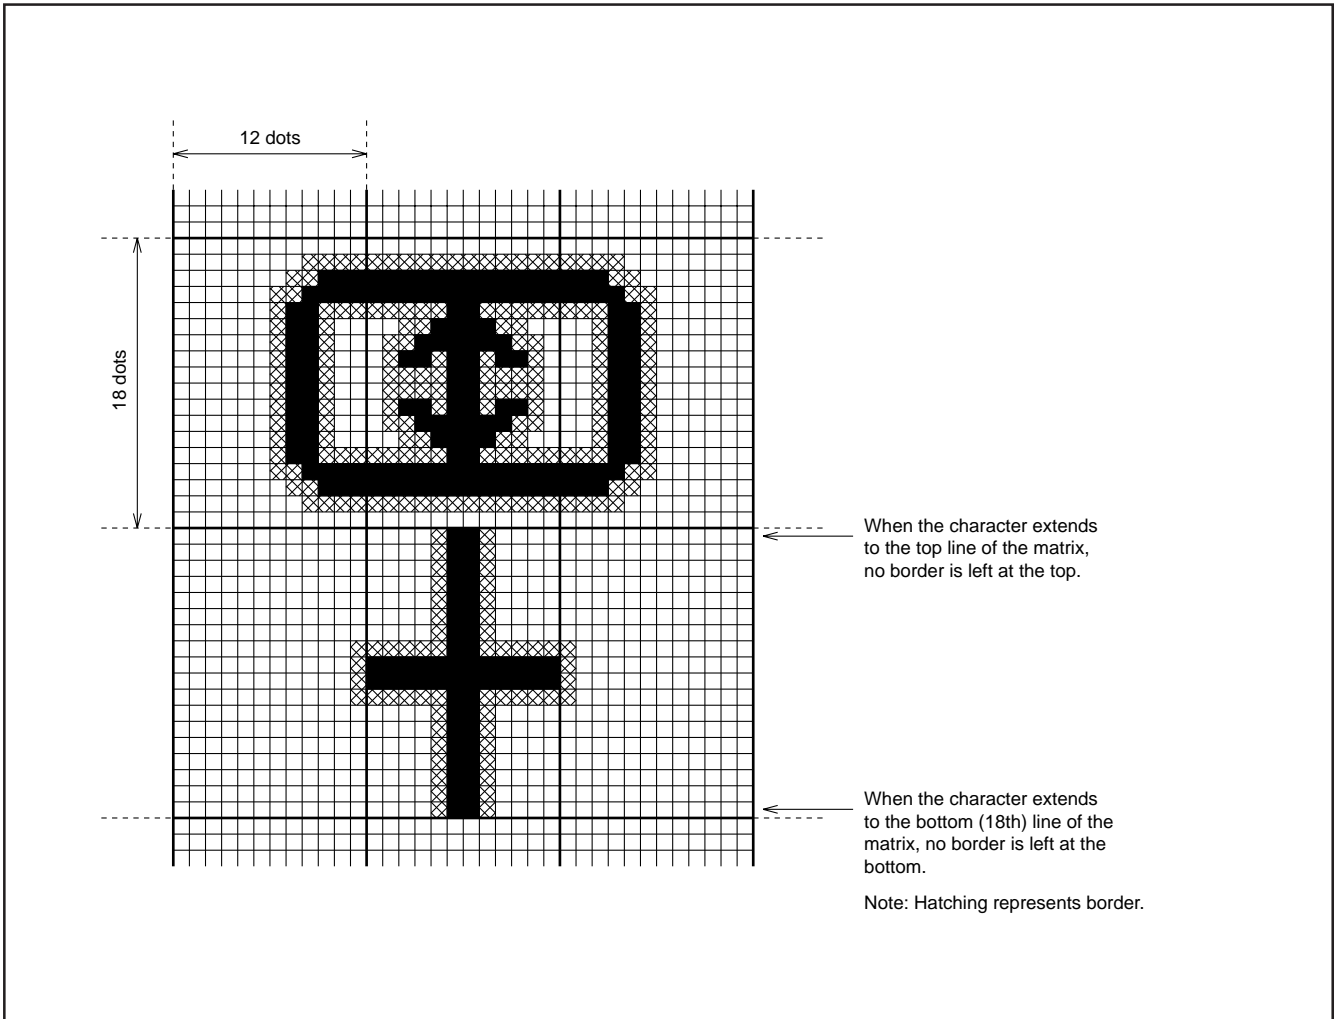 12 dots
18 dots
When the character extends
to the top line of the matrix,
no border is left at the top.
When the character extends
to the bottom (18th) line of the
matrix, no border is left at the
bottom.
Note: Hatching represents border.